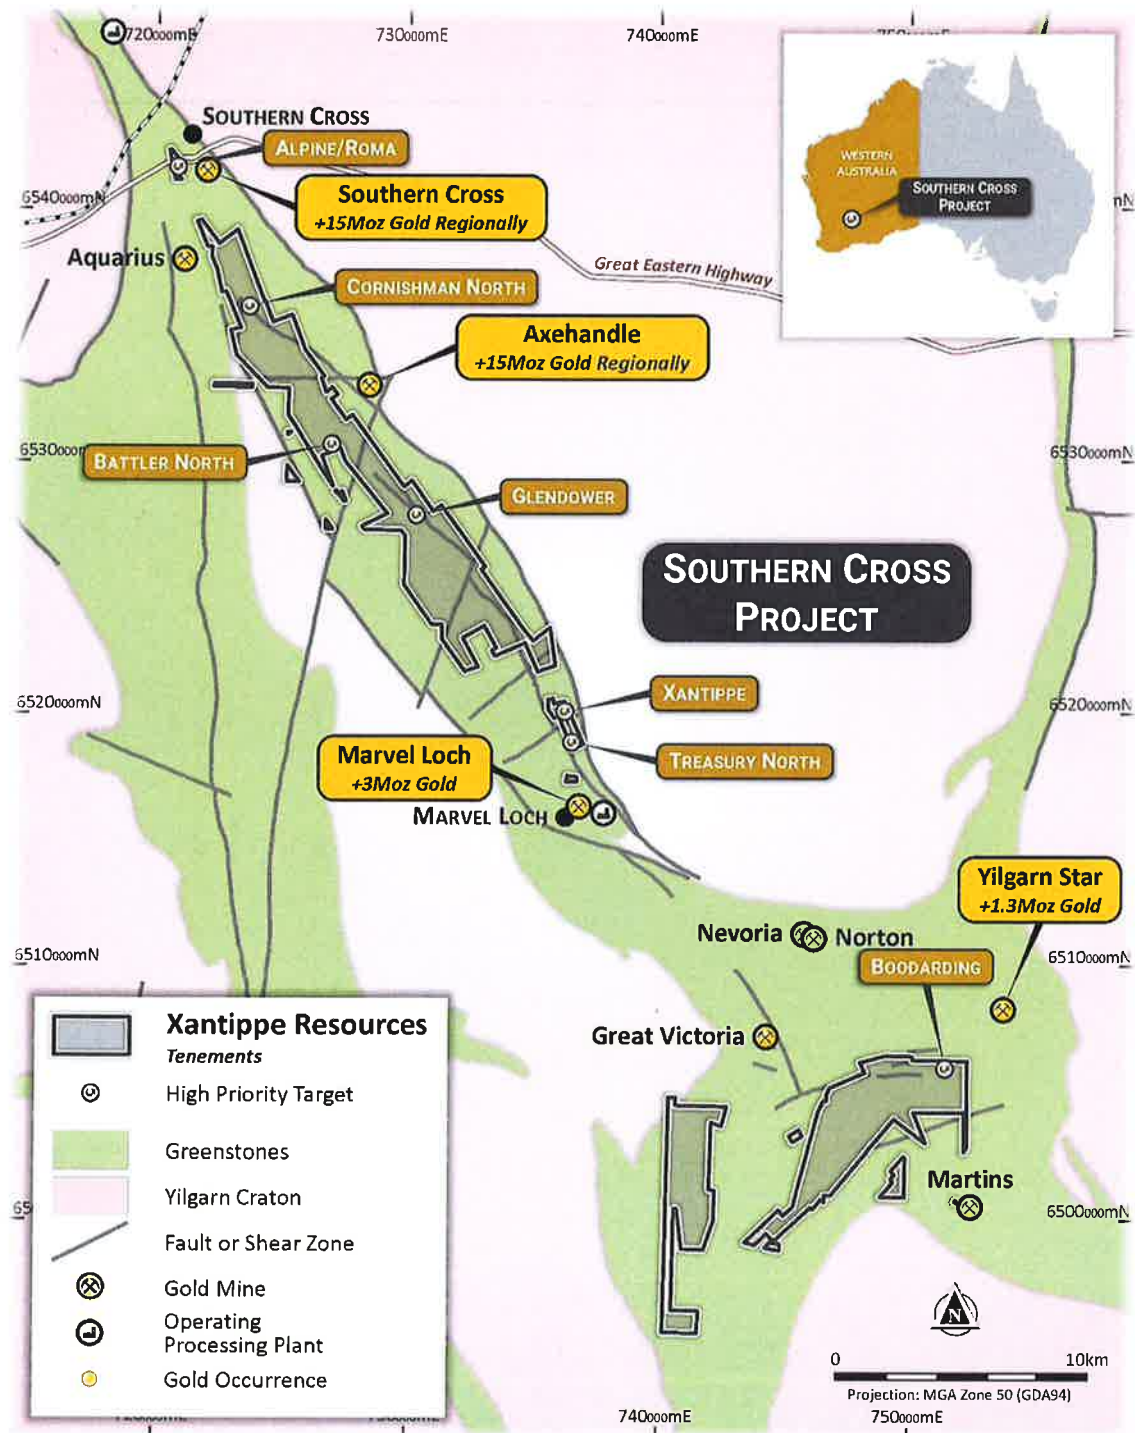 720000mE
730000mE
740000mE
SOUTHERN CROSS
ALPINE/ROMA
WESTERN
AUSTRALIA
SOUTHERN CROSS
PROJECT
6540000mN
Southern Cross
+15Moz Gold Regionally
Aquarius
Great Eastern Highway
CORNISHMAN NORTH
Axehandle
+15Moz Gold Regionally
BATTLER NORTH
6530000mN
GLENDOWER
SOUTHERN CROSS
PROJECT
XANTIPPE
6520000mN
6520000mN
Marvel Loch
+3Moz Gold
TREASURY NORTH
MARVEL LOCH
Yilgarn Star
+1.3Moz Gold
Nevoria
Norton
6510000mN
BOODARDING
6510000mN
Great Victoria
Xantippe Resources
Tenements
High Priority Target
Greenstones
Yilgarn Craton
Fault or Shear Zone
Gold Mine
Operating
Processing Plant
Gold Occurrence
Martins
6500000mN
N
0
10km
Projection: MGA Zone 50 (GDA94)
740000mE
750000mE